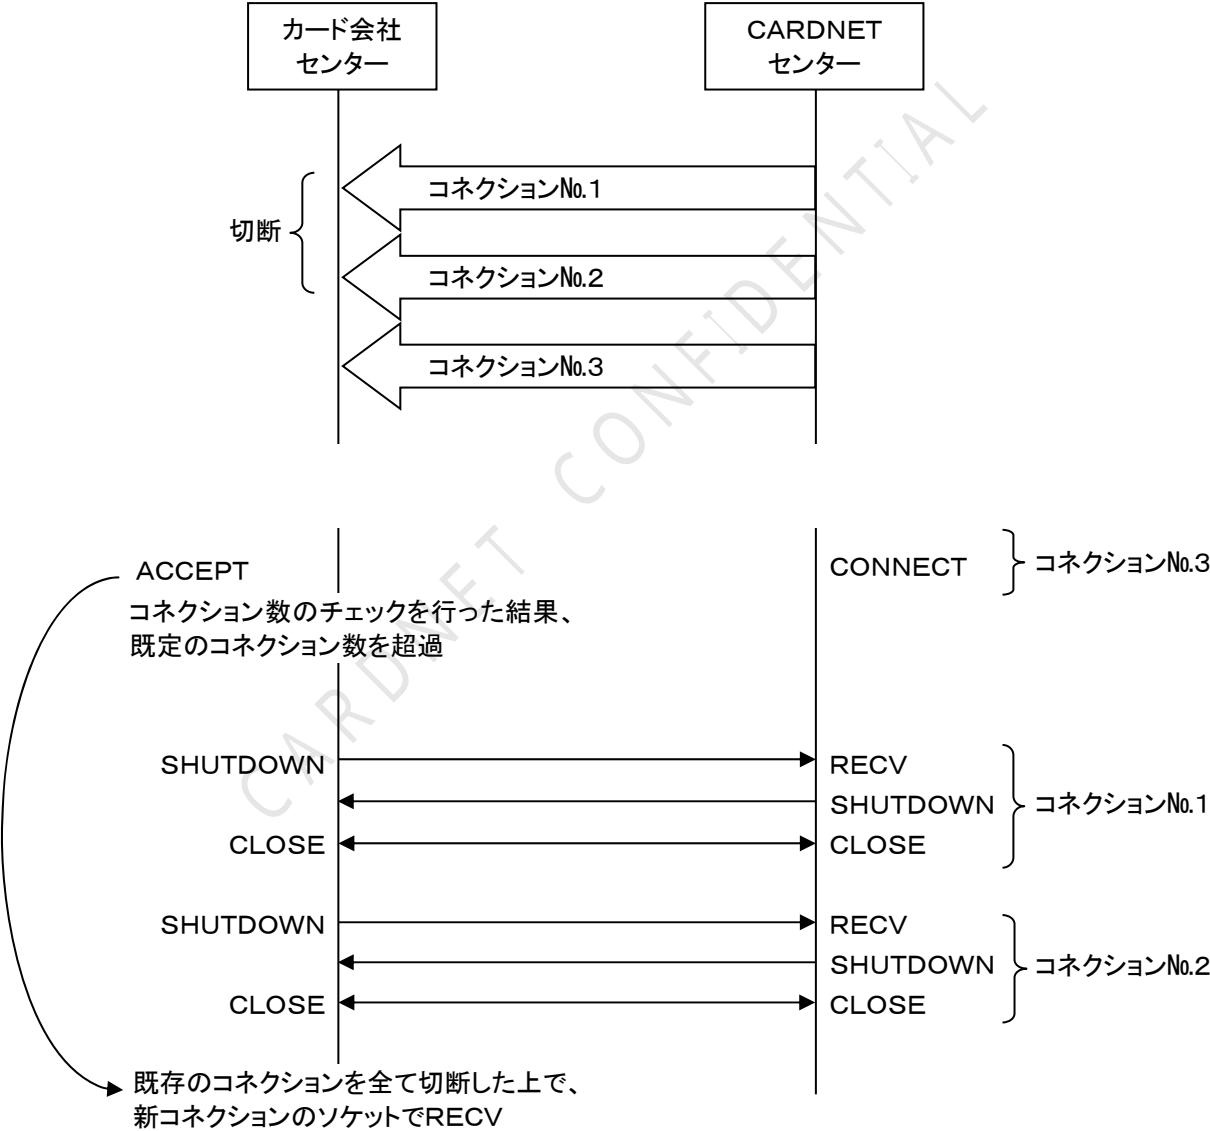 カード会社
センター
CARDNET
センター
コネクション№1
切断
コネクション№2
コネクション№3
ACCEPT
CONNECT
コネクション№3
コネクション数のチェックを行った結果、
既定のコネクション数を超過
SHUTDOWN
RECV
SHUTDOWN
コネクション№1
CLOSE
CLOSE
SHUTDOWN
RECV
SHUTDOWN
コネクション№2
CLOSE
CLOSE
既存のコネクションを全て切断した上で、
新コネクションのソケットでRECV
CARDNET CONFIDENTIAL